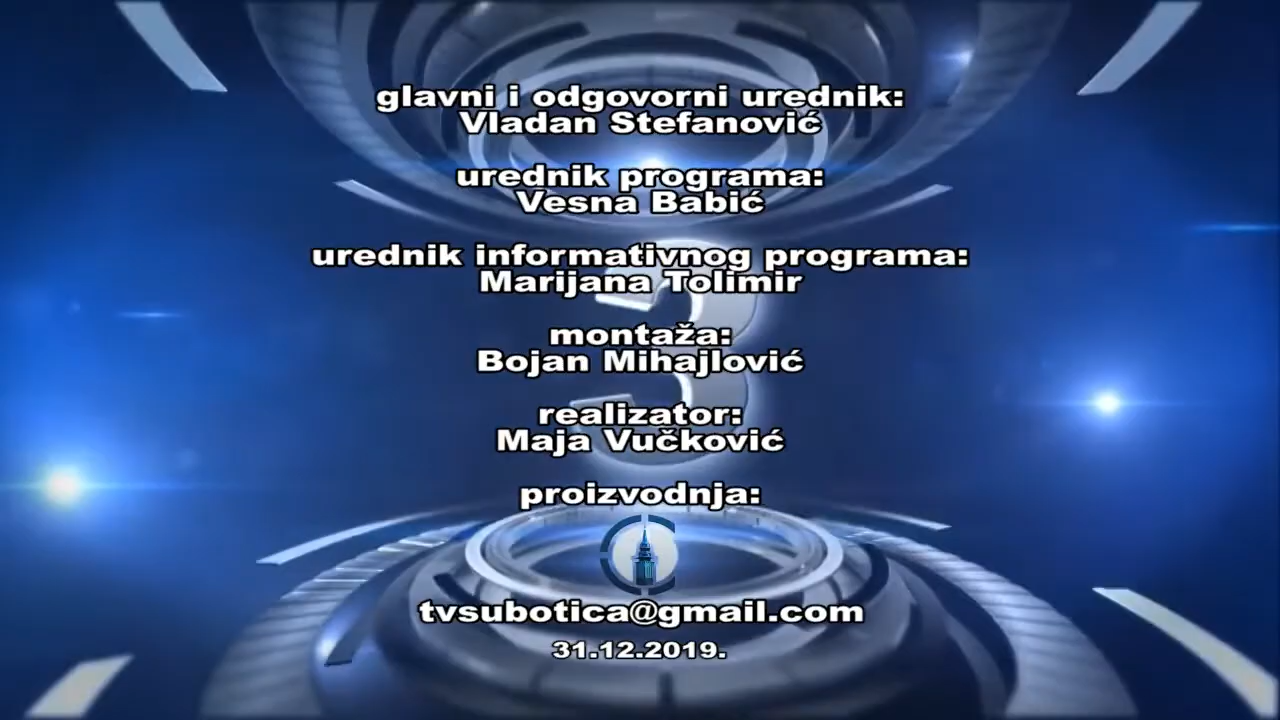 glavni i odgovorni urednik:
Vladan Stefanović
urednik programa:
Vesna Babić
urednik informativnog programa:
Marijana Tolimir
montaža:
Bojan Mihajlović
realizator:
Maja Vučković
proizvodnja:
tvsubotica@gmail.com
31.12.2019.
3